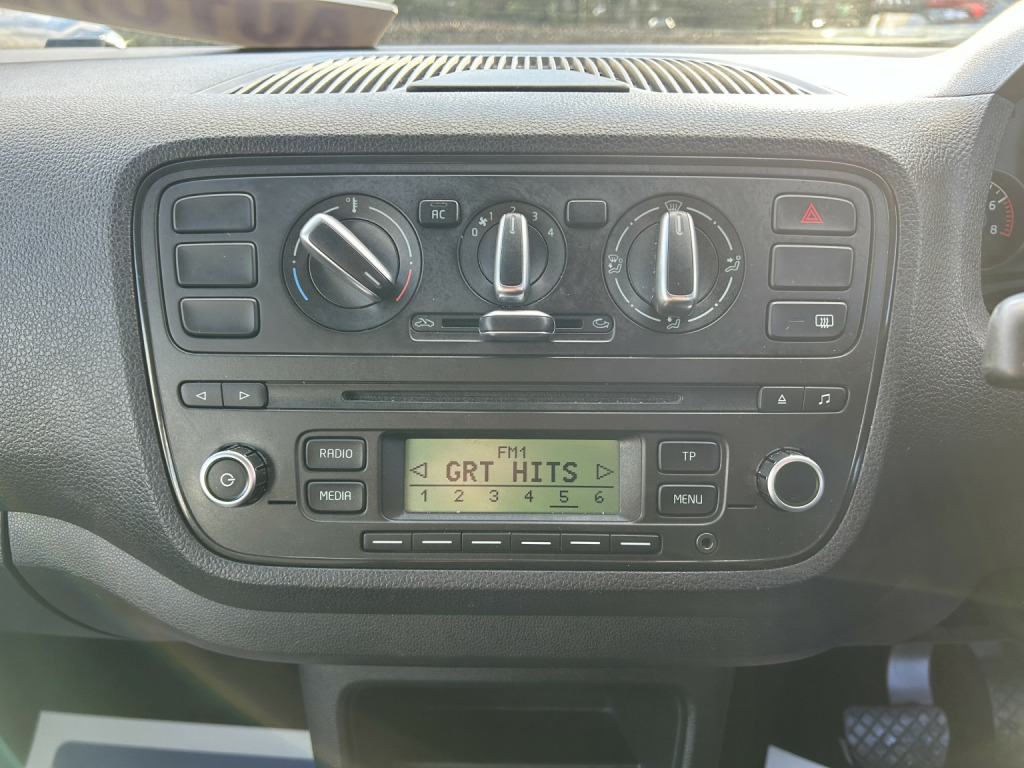 AUTO
AC
0 1 2 3 4
6
8
RADIO
MEDIA
FM1
GRT HITS
1 2 3 4 5 6
TP
MENU